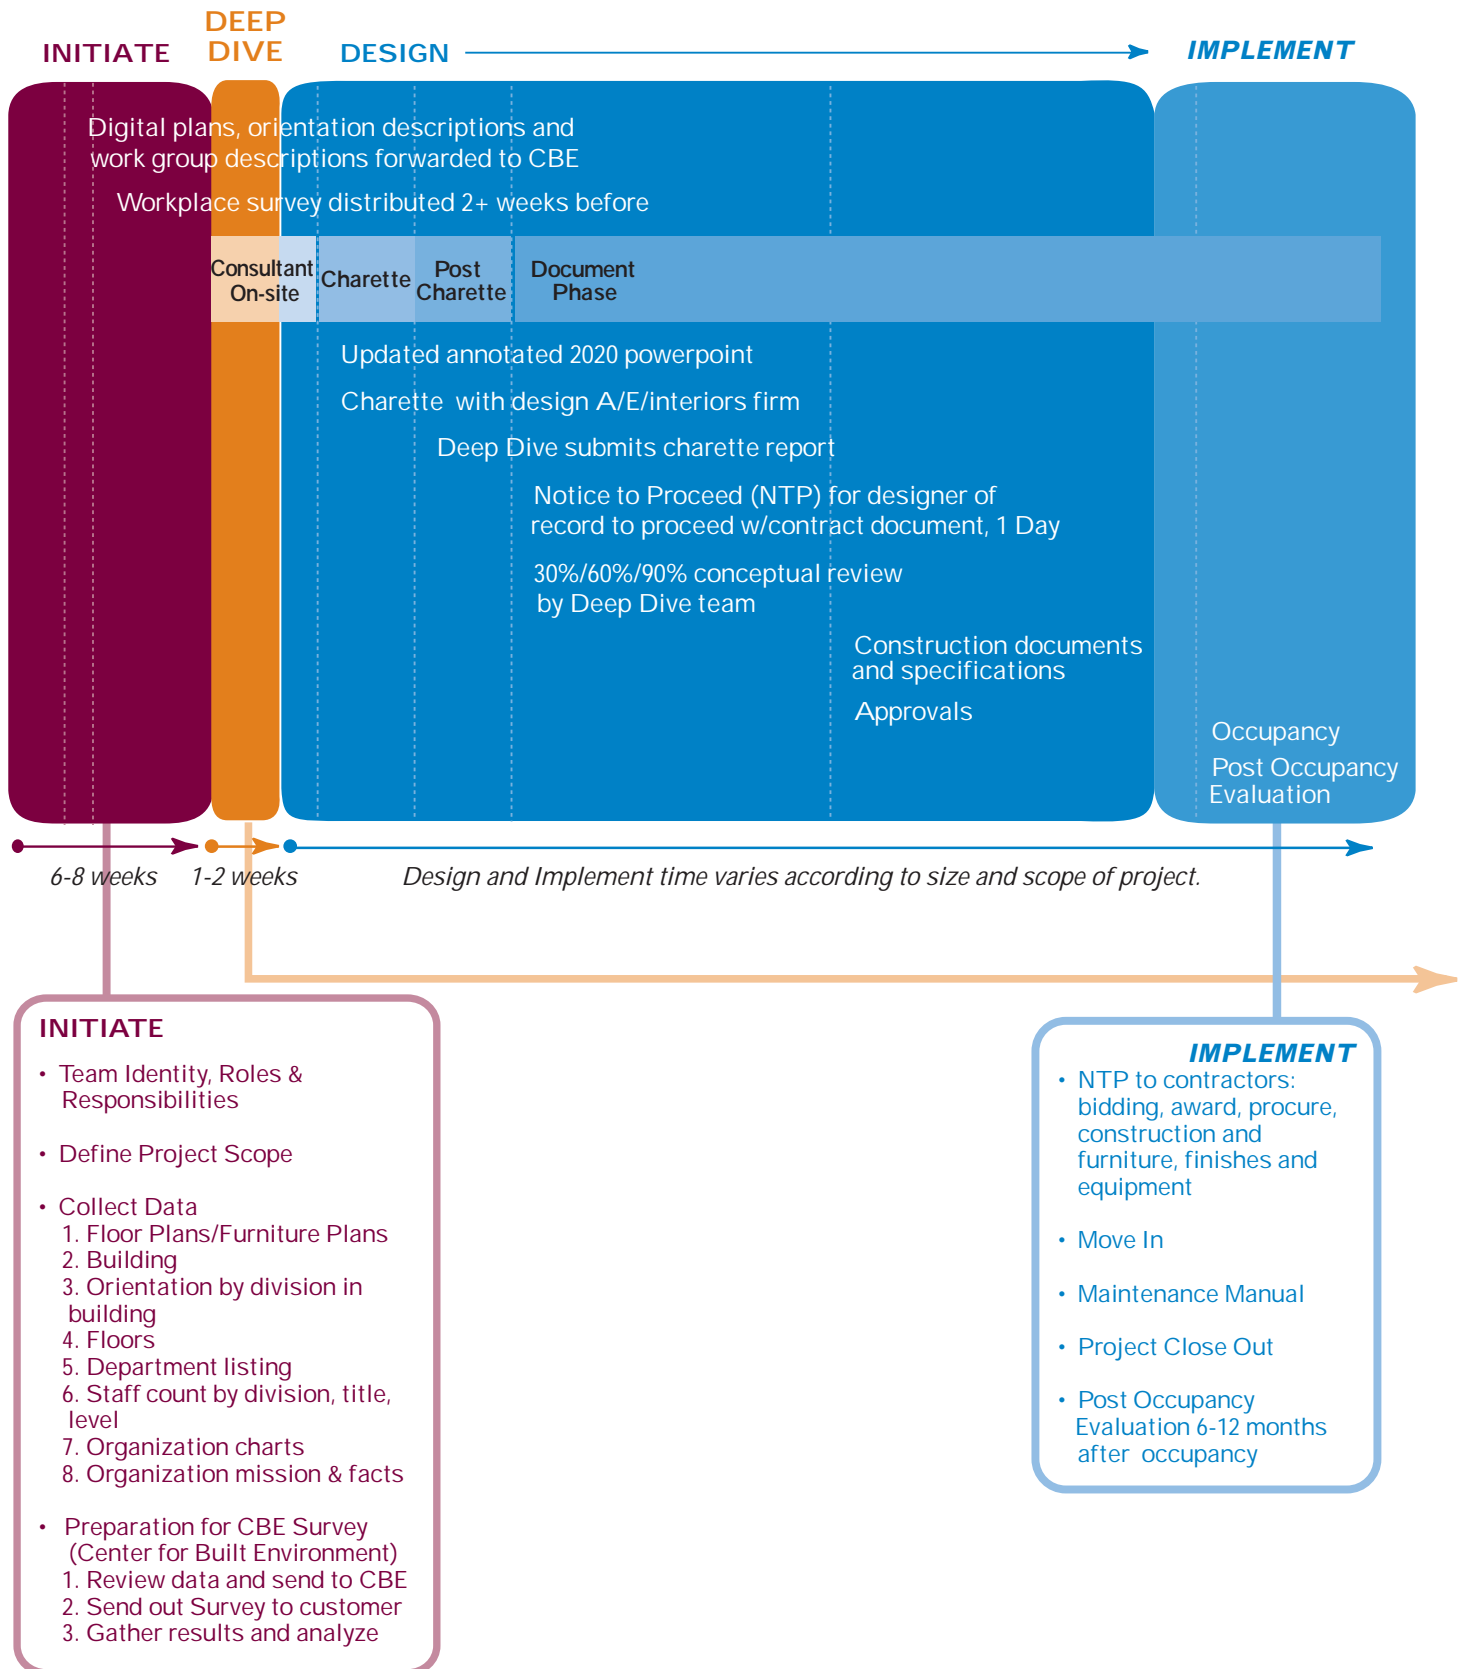 INITIATE
DEEP
DIVE
DESIGN
IMPLEMENT
Digital plans, orientation descriptions and
work group descriptions forwarded to CBE
Workplace survey distributed 2+ weeks before
Consultant
On-site
Charette
Post
Charette
Document
Phase
Updated annotated 2020 powerpoint
Charette with design A/E/interiors firm
Deep Dive submits charette report
Notice to Proceed (NTP) for designer of
record to proceed w/contract document, 1 Day
30%/60%/90% conceptual review
by Deep Dive team
Construction documents
and specifications
Approvals
Occupancy
Post Occupancy
Evaluation
6-8 weeks
1-2 weeks
Design and Implement time varies according to size and scope of project.
INITIATE
• Team Identity, Roles &
Responsibilities
• Define Project Scope
• Collect Data
1. Floor Plans/Furniture Plans
2. Building
3. Orientation by division in
building
4. Floors
5. Department listing
6. Staff count by division, title,
level
7. Organization charts
8. Organization mission & facts
• Preparation for CBE Survey
(Center for Built Environment)
1. Review data and send to CBE
2. Send out Survey to customer
3. Gather results and analyze
IMPLEMENT
• NTP to contractors:
bidding, award, procure,
construction and
furniture, finishes and
equipment
• Move In
• Maintenance Manual
• Project Close Out
• Post Occupancy
Evaluation 6-12 months
after occupancy